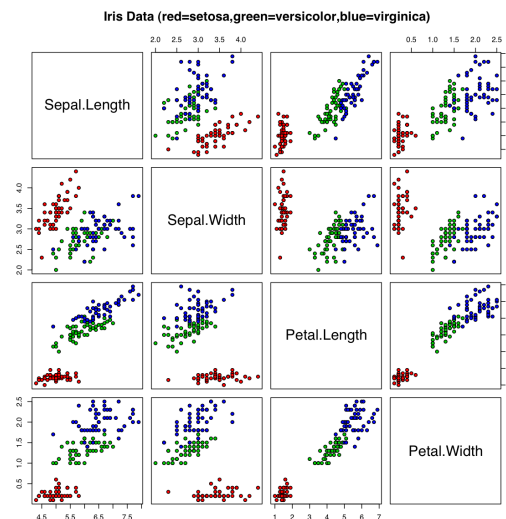 Iris Data (red=setosa,green=versicolor,blue=virginica)
2.0 2.5 3.0 3.5 4.0
0.5 1.0 1.5 2.0 2.5
Sepal.Length
2.0 2.5 3.0 3.5 4.0
Sepal.Width
Petal.Length
0.5 1.0 1.5 2.0 2.5
Petal.Width
4.5 5.5 6.5 7.5
1 2 3 4 5 6 7